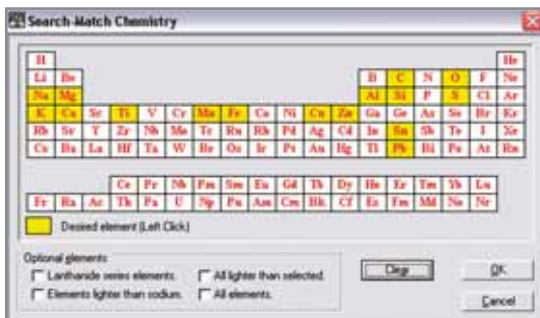 Search-Match Chemistry
H He
Li Be B C N O F Ne
Na Mg Al Si P S Cl Ar
K Ca Sc Ti V Cr Mn Fe Co Ni Cu Zn Ga Ge As Se Br Kr
Rb Sr Y Zr Nb Mo Tc Ru Rh Pd Ag Cd In Sn Sb Te I Xe
Cs Ba La Hf Ta W Re Os Ir Pt Au Hg Tl Pb Bi Po At Rn
Ce Pr Nb Pm Sm Eu Gd Tb Dy Ho Er Tm Yb Lu
Fr Ra Ac Th Pa U Np Pu Am Cm Bk Cf Es Fm Md No Nr
Desired element (Left Click)
Optional elements
Lanthanide series elements.
All lighter than selected.
Elements lighter than sodium.
All elements.
Clear
OK
Cancel